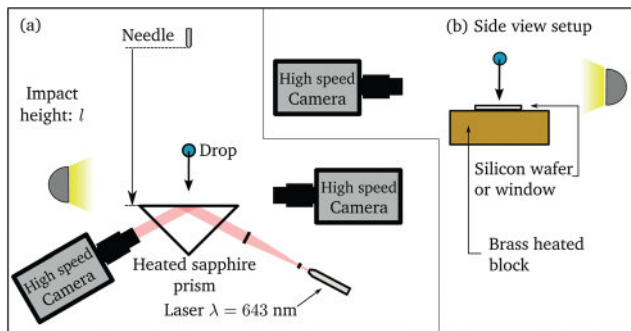 (a)
Needle
Impact
height: l
Drop
High speed
Camera
High speed
Camera
High speed
Camera
Heated sapphire
prism
Laser λ = 643 nm
(b) Side view setup
Silicon wafer
or window
Brass heated
block